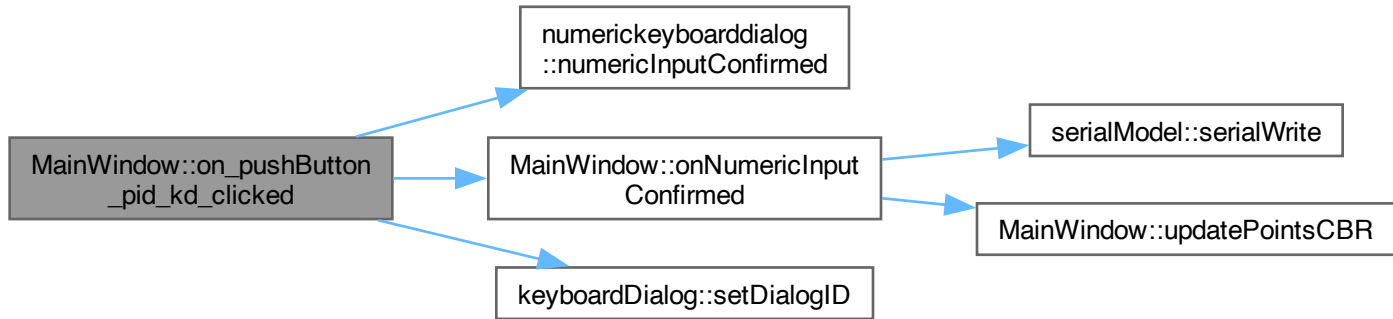 numerickeyboarddialog
::numericInputConfirmed
MainWindow::on_pushButton
_pid_kd_clicked
MainWindow::onNumericInput
Confirmed
keyboardDialog::setDialogID
serialModel::serialWrite
MainWindow::updatePointsCBR